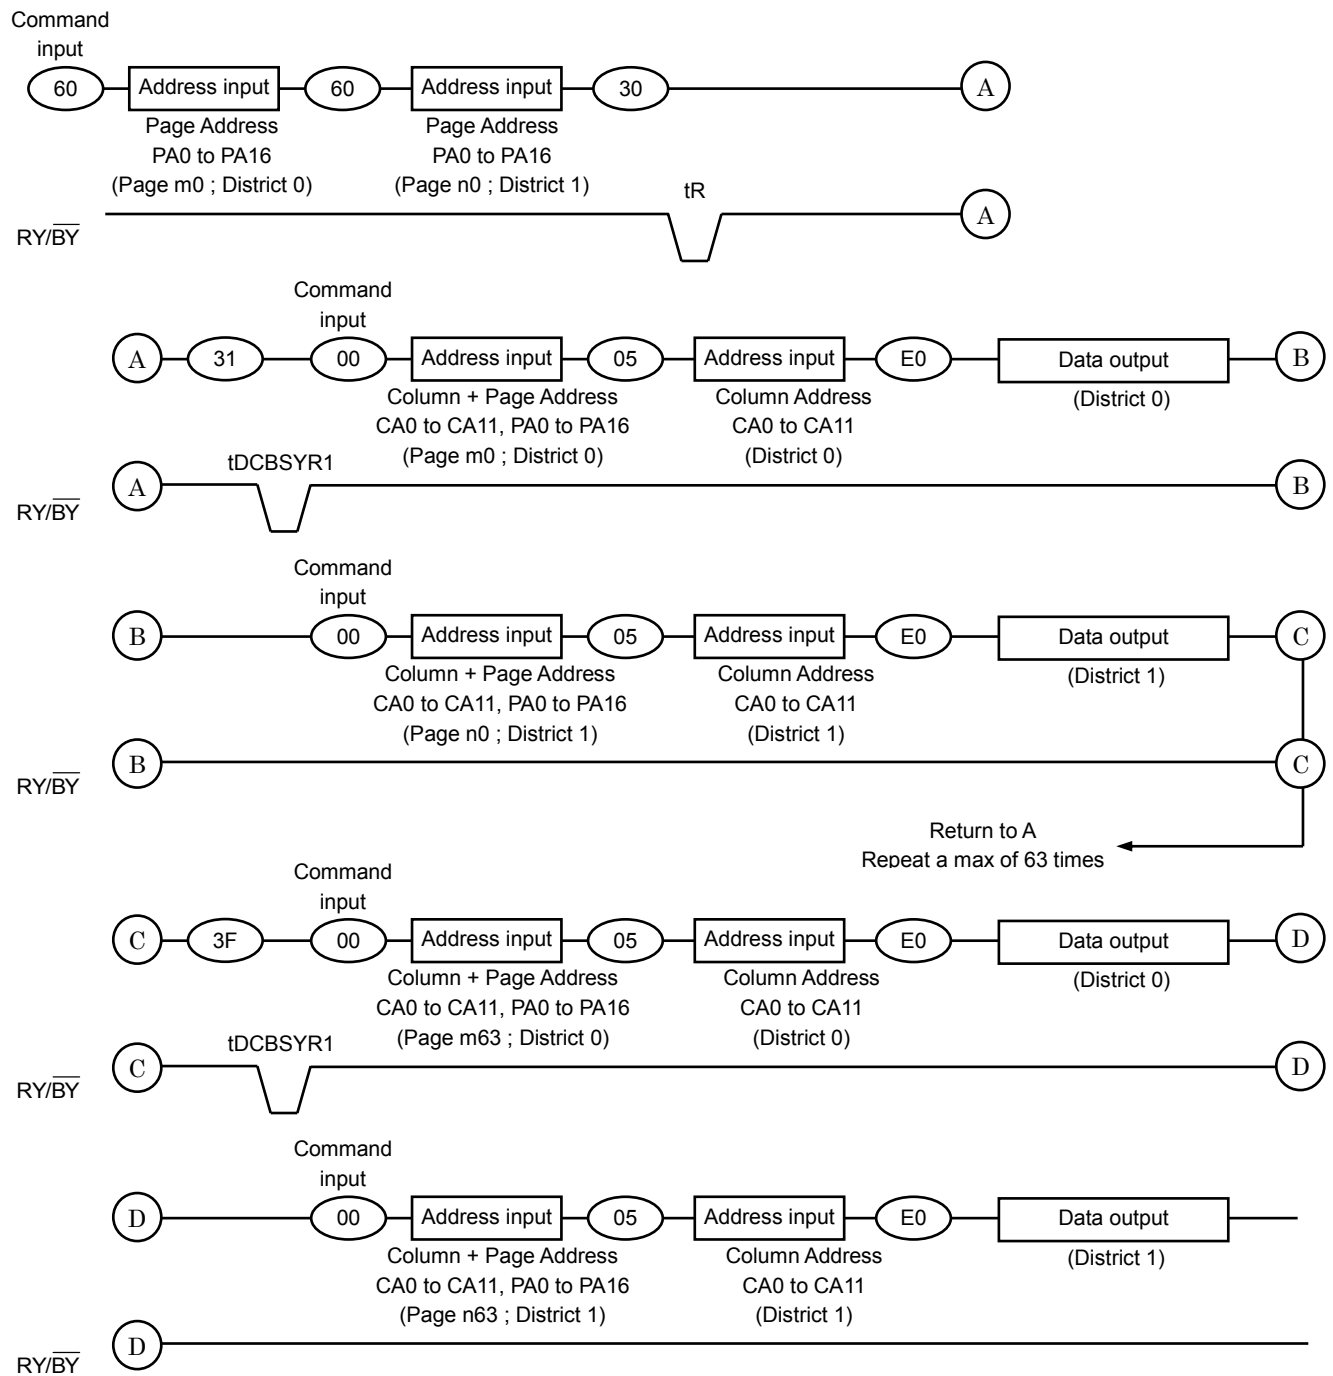 Command
input
60 Address input 60 Address input 30 A
Page Address Page Address
PA0 to PA16 PA0 to PA16
(Page m0 ; District 0) (Page n0 ; District 1)
tR
RY/BY A
Command
input
A 31 00 Address input 05 Address input E0 Data output B
Column + Page Address Column Address (District 0)
CA0 to CA11, PA0 to PA16 CA0 to CA11
(Page m0 ; District 0) (District 0)
tDCBSYR1
A B
RY/BY
Command
input
B 00 Address input 05 Address input E0 Data output C
Column + Page Address Column Address (District 1)
CA0 to CA11, PA0 to PA16 CA0 to CA11
(Page n0 ; District 1) (District 1)
B C
RY/BY
Return to A
Repeat a max of 63 times
Command
input
C 3F 00 Address input 05 Address input E0 Data output D
Column + Page Address Column Address (District 0)
CA0 to CA11, PA0 to PA16 CA0 to CA11
(Page m63 ; District 0) (District 0)
tDCBSYR1
C D
RY/BY
Command
input
D 00 Address input 05 Address input E0 Data output
Column + Page Address Column Address (District 1)
CA0 to CA11, PA0 to PA16 CA0 to CA11
(Page n63 ; District 1) (District 1)
D
RY/BY